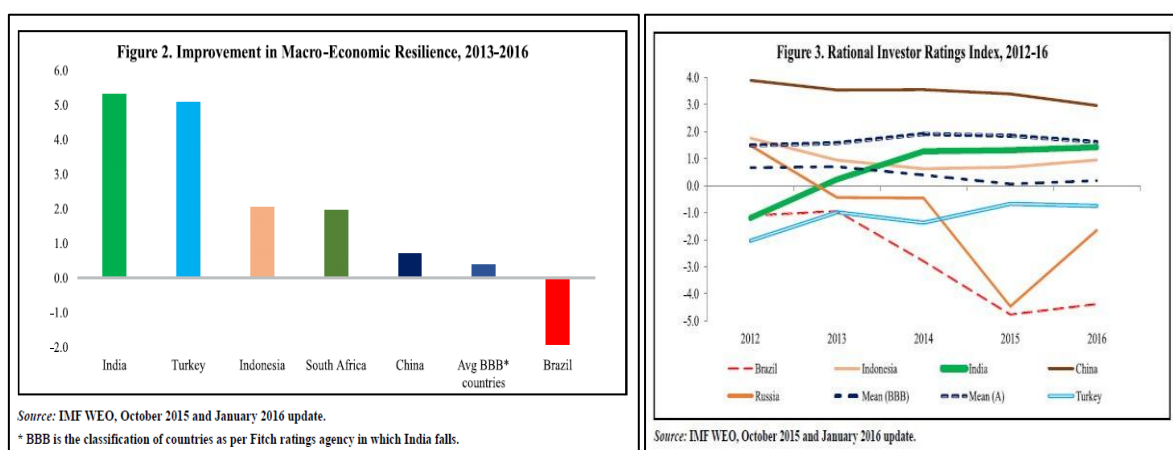 Figure 2. Improvement in Macro-Economic Resilience, 2013-2016
6.0
5.0
4.0
3.0
2.0
1.0
0.0
-1.0
-2.0
India Turkey Indonesia South Africa China Avg BBB* Brazil
countries
Source: IMF WEO, October 2015 and January 2016 update.
* BBB is the classification of countries as per Fitch ratings agency in which India falls.
Figure 3. Rational Investor Ratings Index, 2012-16
4.0
3.0
2.0
1.0
0.0
-1.0
-2.0
-3.0
-4.0
-5.0
2012 2013 2014 2015 2016
Brazil Indonesia India China
Russia Mean (BBB) Mean (A) Turkey
Source: IMF WEO, October 2015 and January 2016 update.